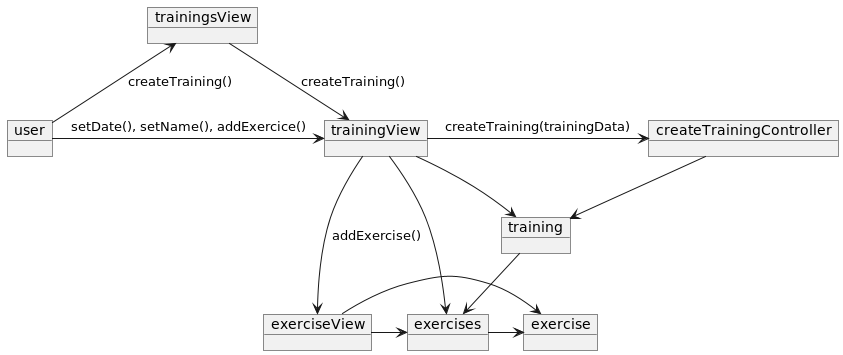 trainingsView
createTraining()
createTraining()
user
setDate(), setName(), addExercice()
trainingView
createTraining(trainingData)
createTrainingController
training
addExercise()
exerciseView
exercises
exercise